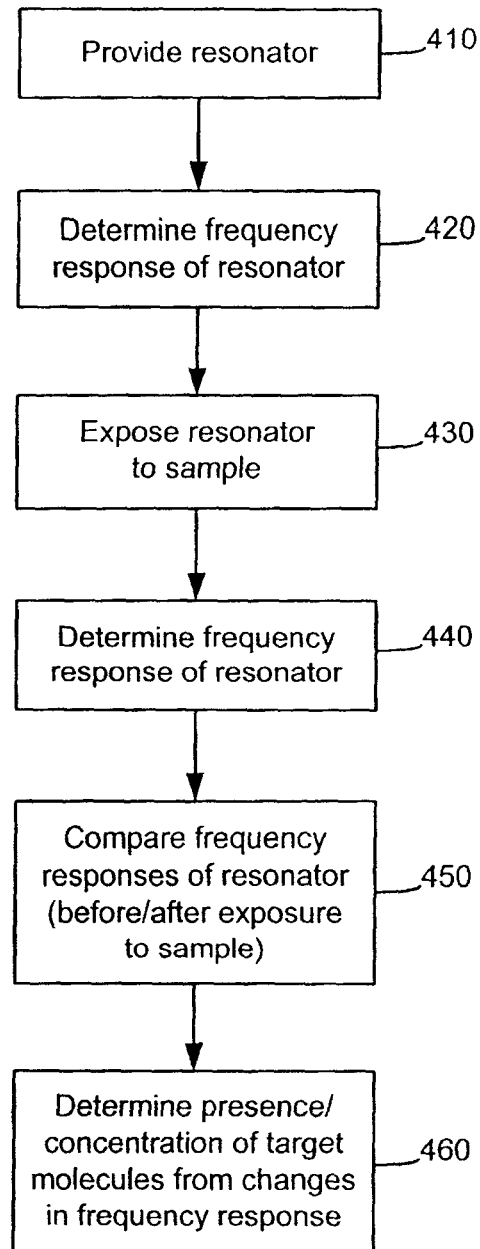 Provide resonator
410
Determine frequency
response of resonator
420
Expose resonator
to sample
430
Determine frequency
response of resonator
440
Compare frequency
responses of resonator
(before/after exposure
to sample)
450
Determine presence/
concentration of target
molecules from changes
in frequency response
460